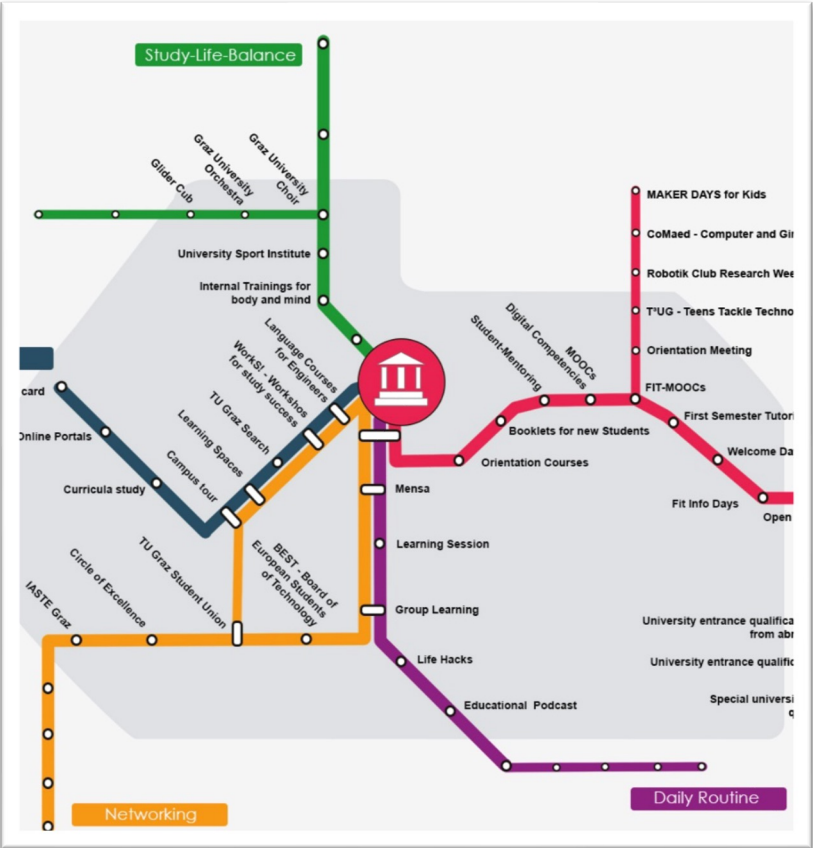 Study-Life-Balance
Glider Cub
Graz University
Orchestra
Graz University
Choir
University Sport Institute
Internal Trainings for
body and mind
MAKER DAYS for Kids
CoMaed - Computer and Gir
Robotik Club Research Wee
T³UG - Teens Tackle Techno
Orientation Meeting
FIT-MOOCs
MOOCs
Digital Competencies
Student-Mentoring
Booklets for new Students
Orientation Courses
First Semester Tutori
Welcome Da
Fit Info Days
Open
Language Courses
for Engineers
WorkS! - Workshos
for study success
TU Graz Search
Learning Spaces
Campus tour
card
Online Portals
Curricula study
Mensa
Learning Session
Group Learning
Life Hacks
Educational Podcast
TU Graz Student Union
BEST - Board of
European Students
of Technology
Circle of Excellence
IASTE Graz
University entrance qualifica
from abr
University entrance qualific
Special universi
q
Networking
Daily Routine